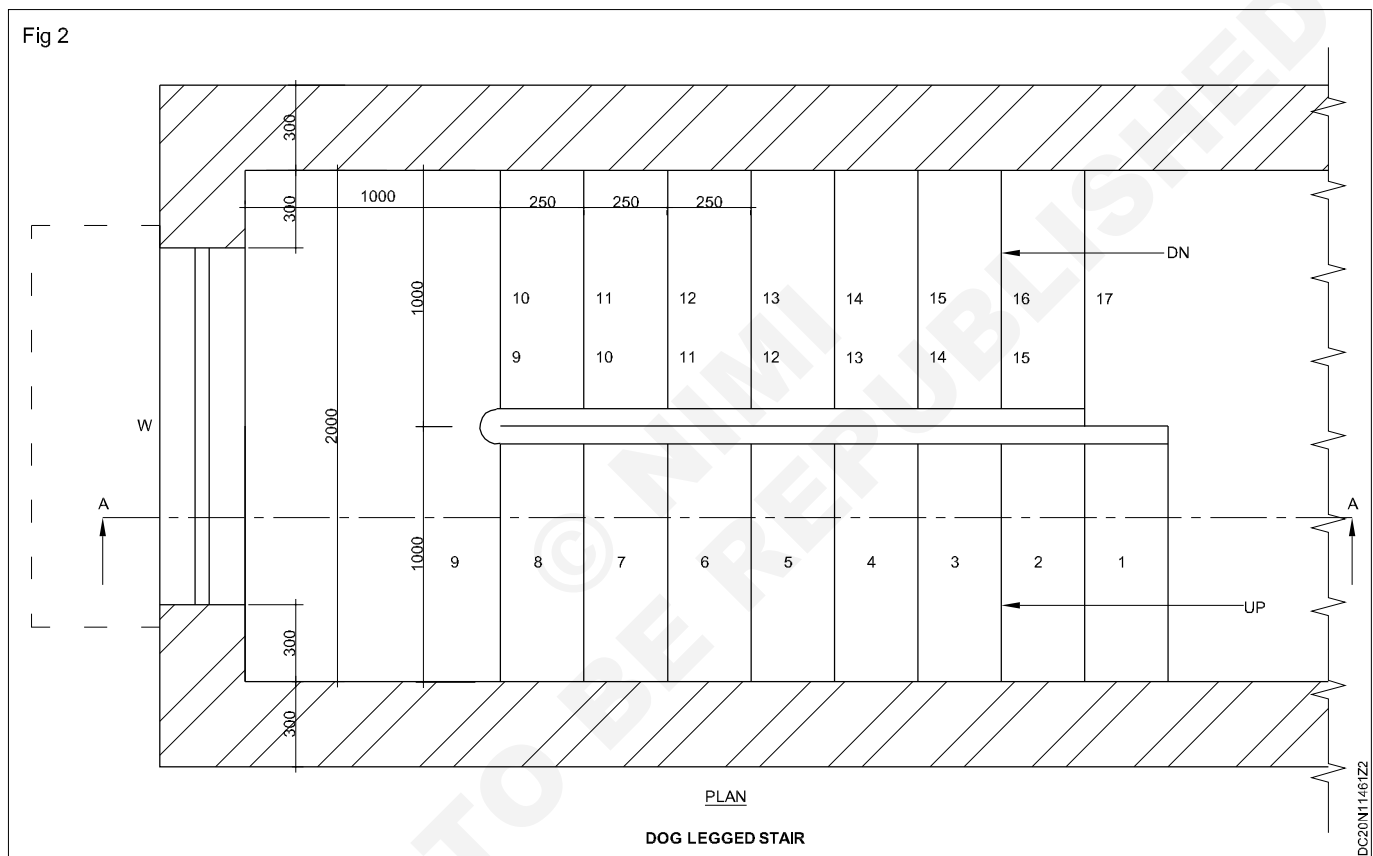 Fig 2
300
300
1000 250 250 250
DN
1000
10 11 12 13 14 15 16 17
9 10 11 12 13 14 15
2000
W
A A
1000
9 8 7 6 5 4 3 2 1
UP
300
300
PLAN
DOG LEGGED STAIR
DC20N11461Z2
© NIMI
TO BE REPUBLISHED